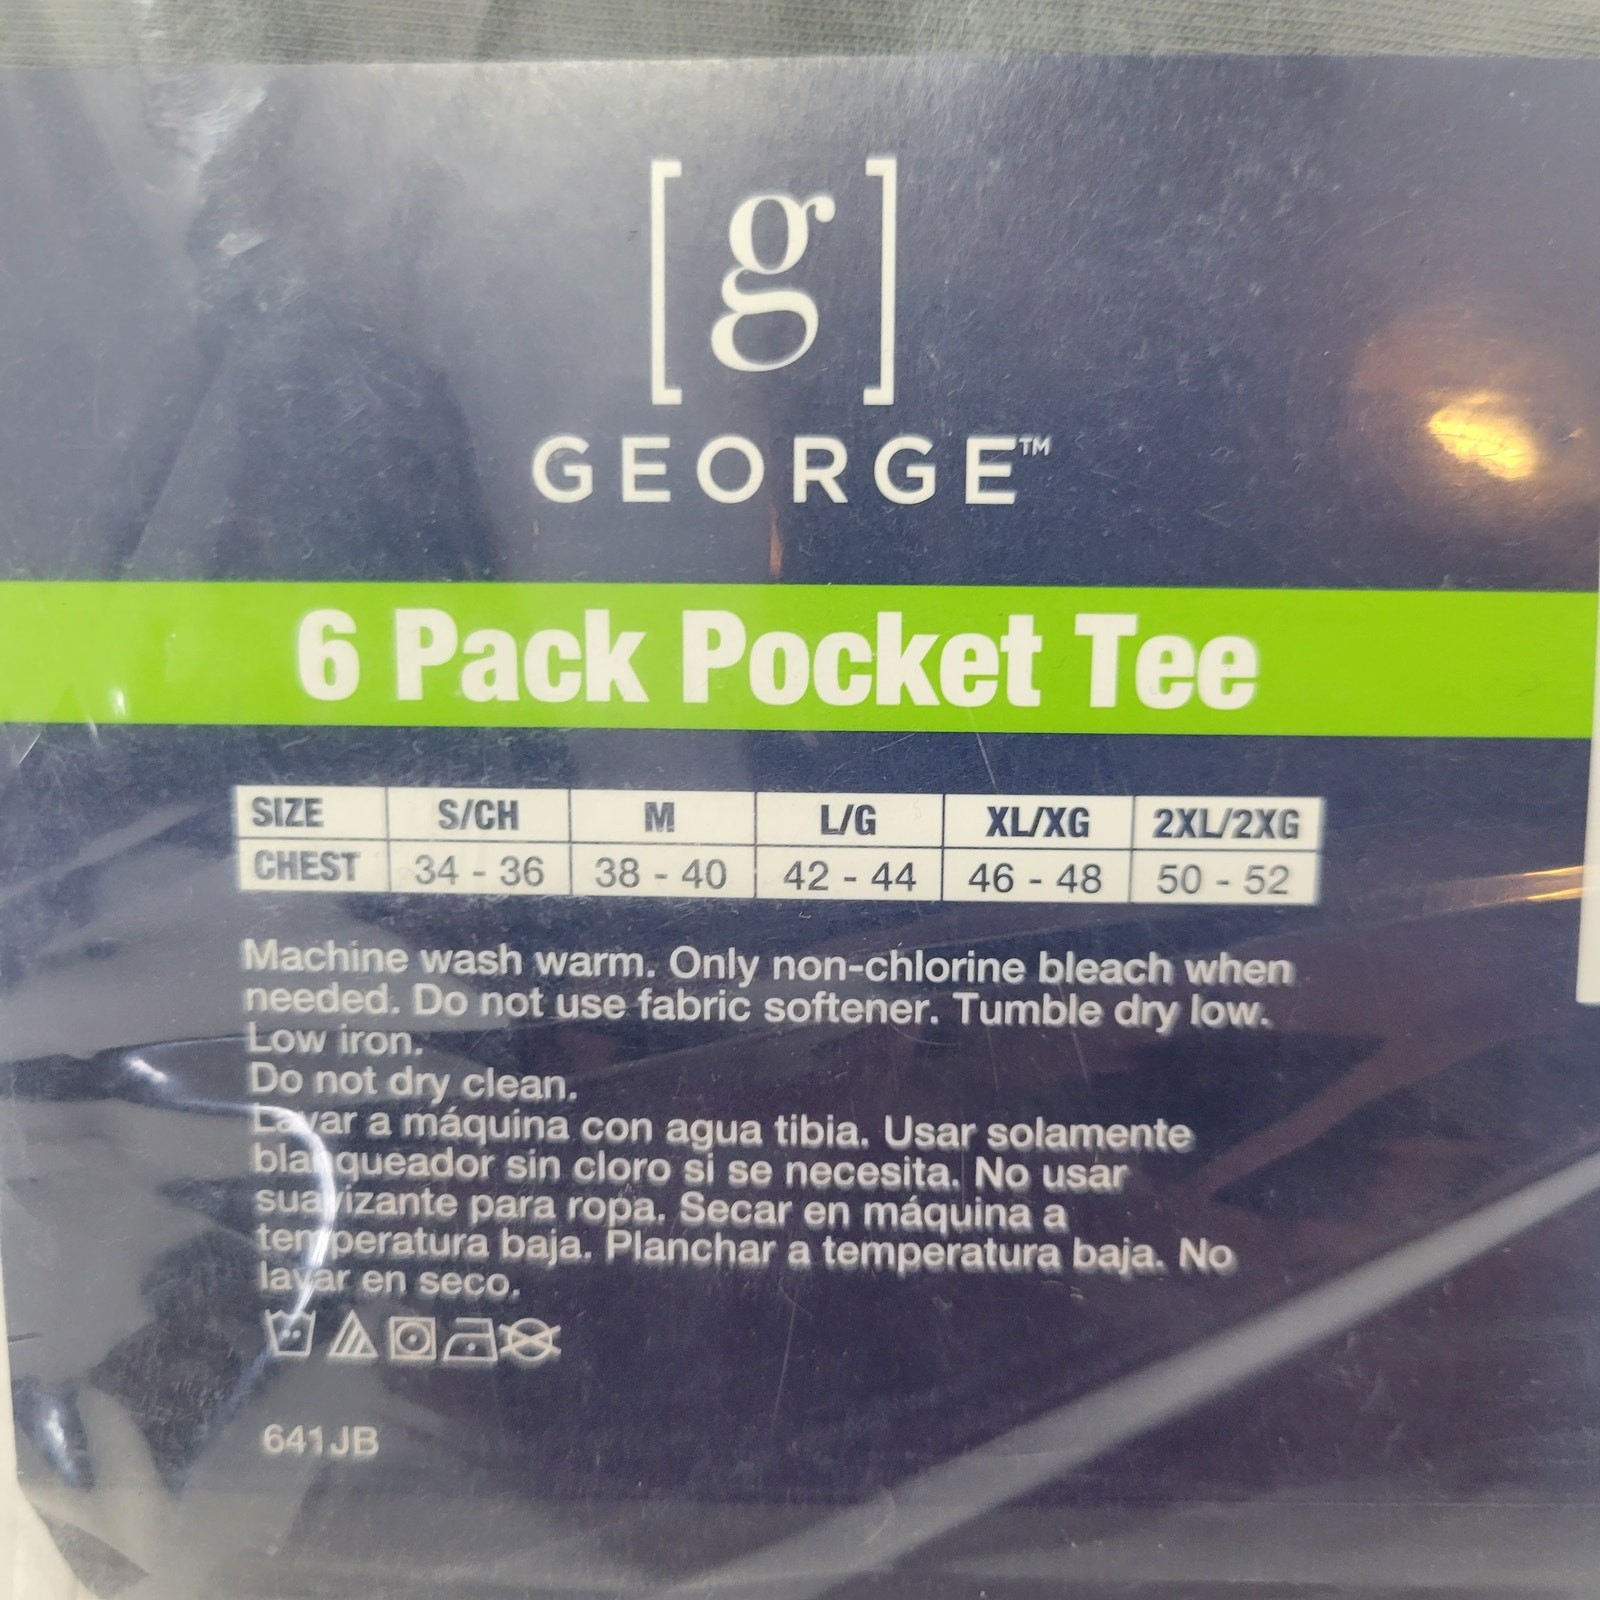 [g]
GEORGE™
6 Pack Pocket Tee
SIZE S/CH M L/G XL/XG 2XL/2XG
CHEST 34 - 36 38 - 40 42 - 44 46 - 48 50 - 52
Machine wash warm. Only non-chlorine bleach when
needed. Do not use fabric softener. Tumble dry low.
Low iron.
Do not dry clean.
Lavar a máquina con agua tibia. Usar solamente
blanqueador sin cloro si se necesita. No usar
suavizante para ropa. Secar en máquina a
temperatura baja. Planchar a temperatura baja. No
lavar en seco.
641JB